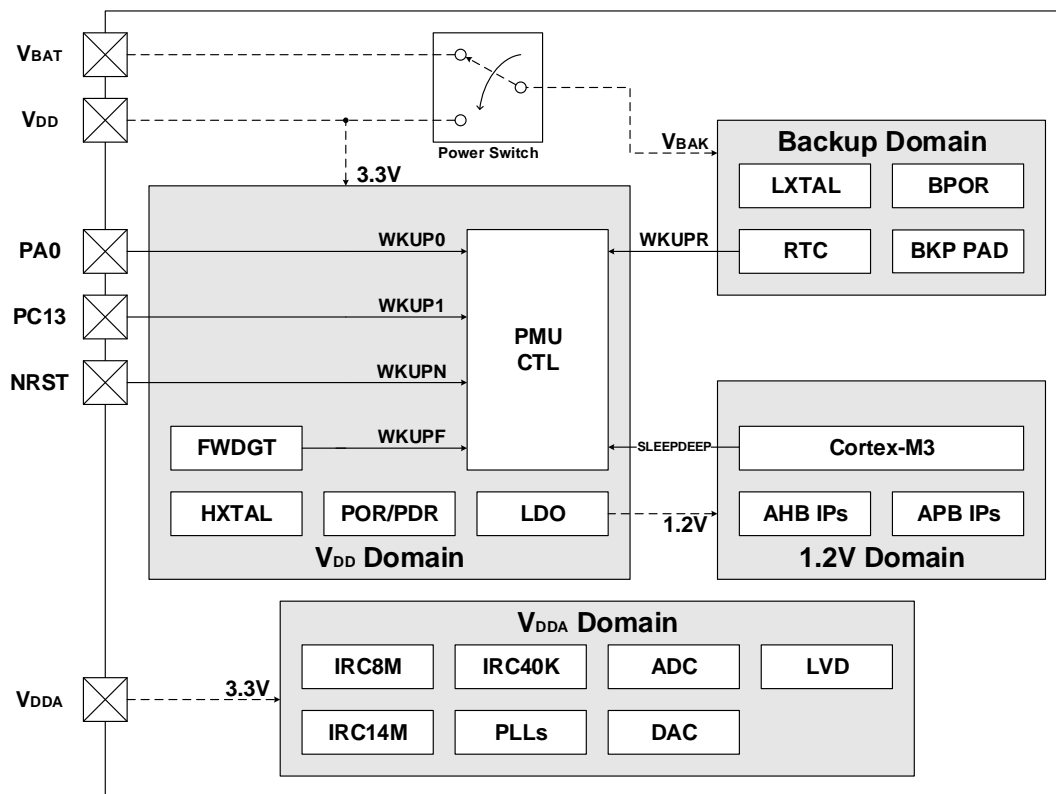 VBAT
VDD
Power Switch
3.3V
VBAK
Backup Domain
LXTAL
BPOR
RTC
BKP PAD
PA0
WKUP0
WKUPR
PC13
WKUP1
PMU
CTL
NRST
WKUPN
FWDGT
WKUPF
SLEEPDEEP
Cortex-M3
HXTAL
POR/PDR
LDO
1.2V
AHB IPs
APB IPs
VDD Domain
1.2V Domain
VDDA Domain
IRC8M
IRC40K
ADC
LVD
VDDA
3.3V
IRC14M
PLLs
DAC